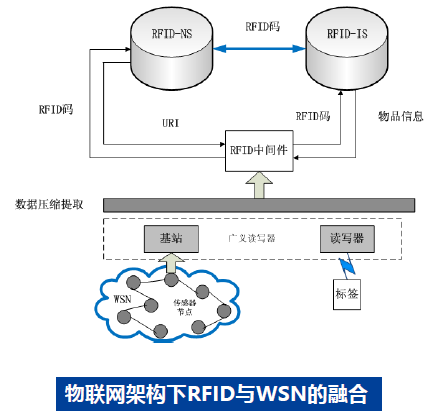 RFID码
RFID-NS
RFID-IS
RFID码
URI
RFID码
物品信息
RFID中间件
数据压缩提取
基站
广义读写器
读写器
WSN
传感器
节点
标签
物联网架构下RFID与WSN的融合